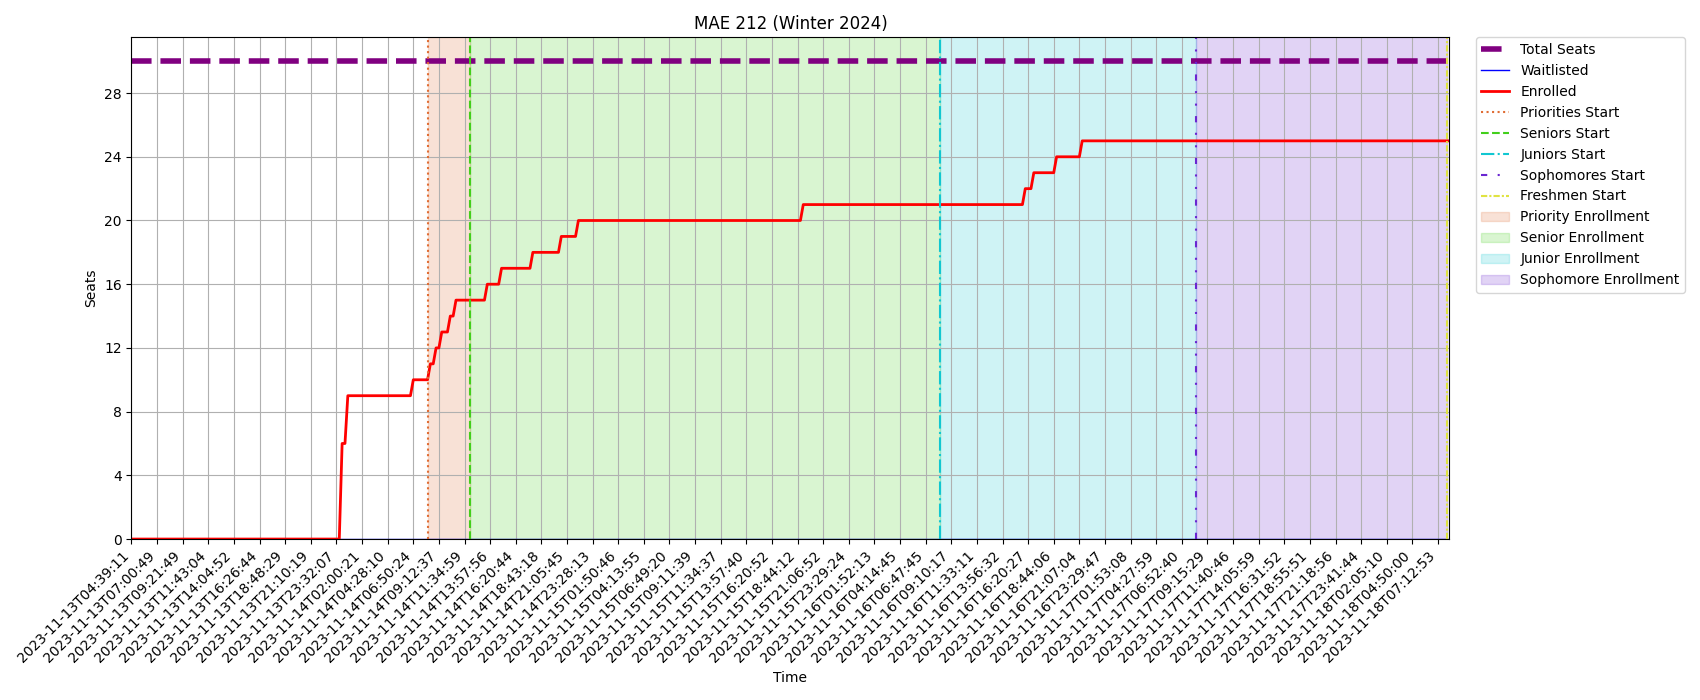 MAE 212 (Winter 2024)
Total Seats
Waitlisted
Enrolled
Priorities Start
Seniors Start
Juniors Start
Sophomores Start
Freshmen Start
Priority Enrollment
Senior Enrollment
Junior Enrollment
Sophomore Enrollment
Seats
28
24
20
16
12
8
4
0
2023-11-13T04:39:11
2023-11-13T07:00:49
2023-11-13T09:21:49
2023-11-13T11:43:04
2023-11-13T14:04:52
2023-11-13T16:26:44
2023-11-13T18:48:29
2023-11-13T21:10:19
2023-11-13T23:32:07
2023-11-14T02:00:21
2023-11-14T04:28:10
2023-11-14T06:50:24
2023-11-14T09:12:37
2023-11-14T11:34:59
2023-11-14T13:57:56
2023-11-14T16:20:44
2023-11-14T18:43:18
2023-11-14T21:05:45
2023-11-14T23:28:13
2023-11-15T01:50:46
2023-11-15T04:13:55
2023-11-15T06:49:20
2023-11-15T09:11:39
2023-11-15T11:34:37
2023-11-15T13:57:40
2023-11-15T16:20:52
2023-11-15T18:44:12
2023-11-15T21:06:52
2023-11-15T23:29:24
2023-11-16T01:52:13
2023-11-16T04:14:45
2023-11-16T06:47:45
2023-11-16T09:10:17
2023-11-16T11:33:11
2023-11-16T13:56:32
2023-11-16T16:20:27
2023-11-16T18:44:06
2023-11-16T21:07:04
2023-11-16T23:29:47
2023-11-17T01:53:08
2023-11-17T04:27:59
2023-11-17T06:52:40
2023-11-17T09:15:29
2023-11-17T11:40:46
2023-11-17T14:05:59
2023-11-17T16:31:52
2023-11-17T18:55:51
2023-11-17T21:18:56
2023-11-17T23:41:44
2023-11-18T02:05:10
2023-11-18T04:50:00
2023-11-18T07:12:53
Time